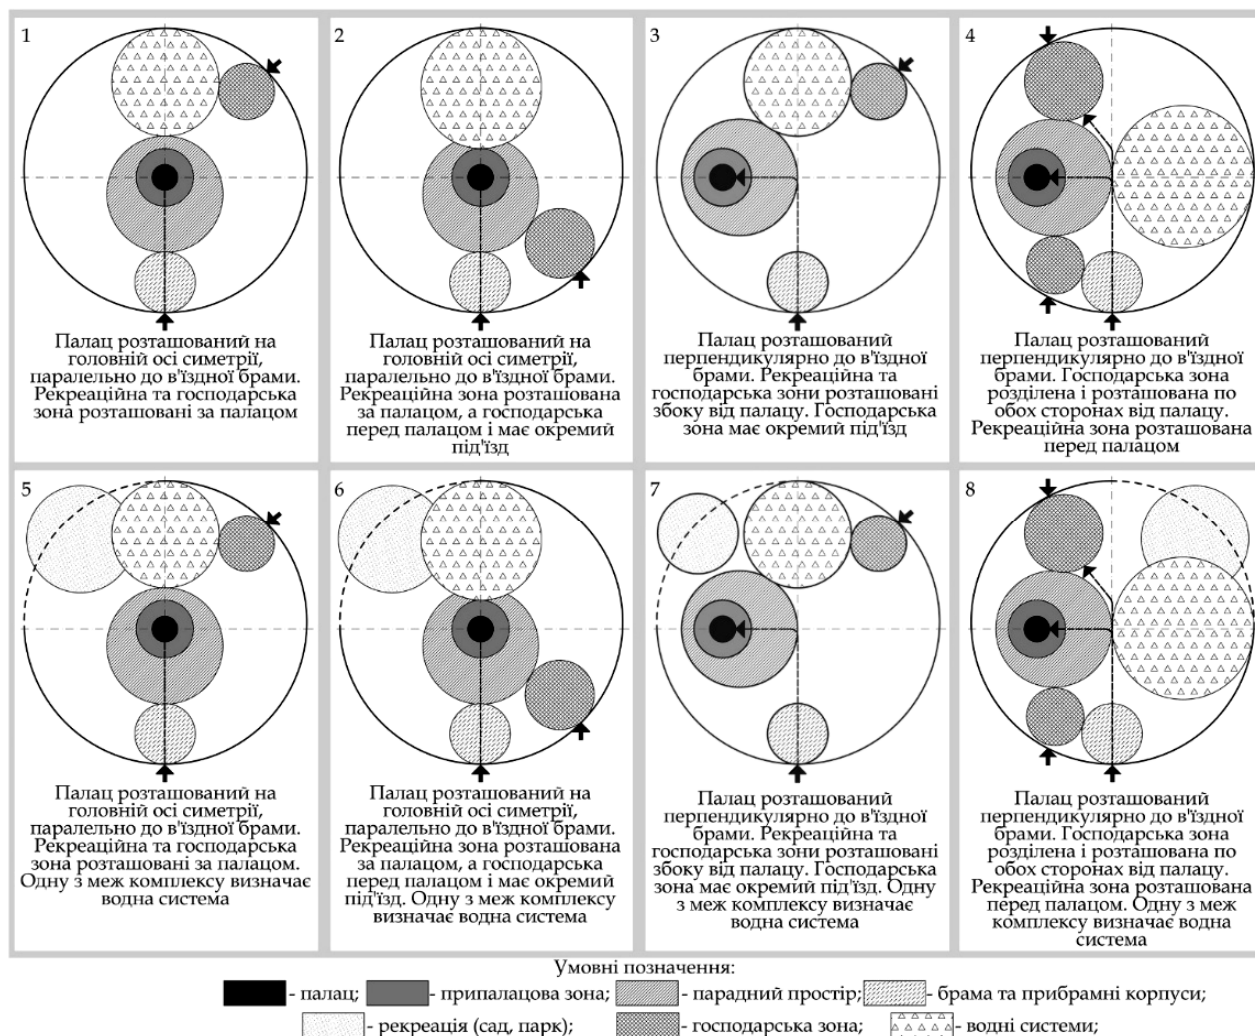 1
Палац розташований на
головній осі симетрії,
паралельно до в'їздної брами.
Рекреаційна та господарська
зона розташовані за палацом
2
Палац розташований на
головній осі симетрії,
паралельно до в'їздної брами.
Рекреаційна зона розташована
за палацом, а господарська
перед палацом і має окремий
під'їзд
3
Палац розташований
перпендикулярно до в'їздної
брами. Рекреаційна та
господарська зони розташовані
збоку від палацу. Господарська
зона має окремий під'їзд
4
Палац розташований
перпендикулярно до в'їздної
брами. Господарська зона
розділена і розташована по
обох сторонах від палацу.
Рекреаційна зона розташована
перед палацом
5
Палац розташований на
головній осі симетрії,
паралельно до в'їздної брами.
Рекреаційна та господарська
зона розташовані за палацом.
Одну з меж комплексу визначає
водна система
6
Палац розташований на
головній осі симетрії,
паралельно до в'їздної брами.
Рекреаційна зона розташована
за палацом, а господарська
перед палацом і має окремий
під'їзд. Одну з меж комплексу
визначає водна система
7
Палац розташований
перпендикулярно до в'їздної
брами. Рекреаційна та
господарська зони розташовані
збоку від палацу. Господарська
зона має окремий під'їзд. Одну
з меж комплексу визначає
водна система
8
Палац розташований
перпендикулярно до в'їздної
брами. Господарська зона
розділена і розташована по
обох сторонах від палацу.
Рекреаційна зона розташована
перед палацом. Одну з меж
комплексу визначає водна
система
Умовні позначення:
- палац; - припалацова зона; - парадний простір; - брама та прибрамні корпуси;
- рекреація (сад, парк); - господарська зона; - водні системи;